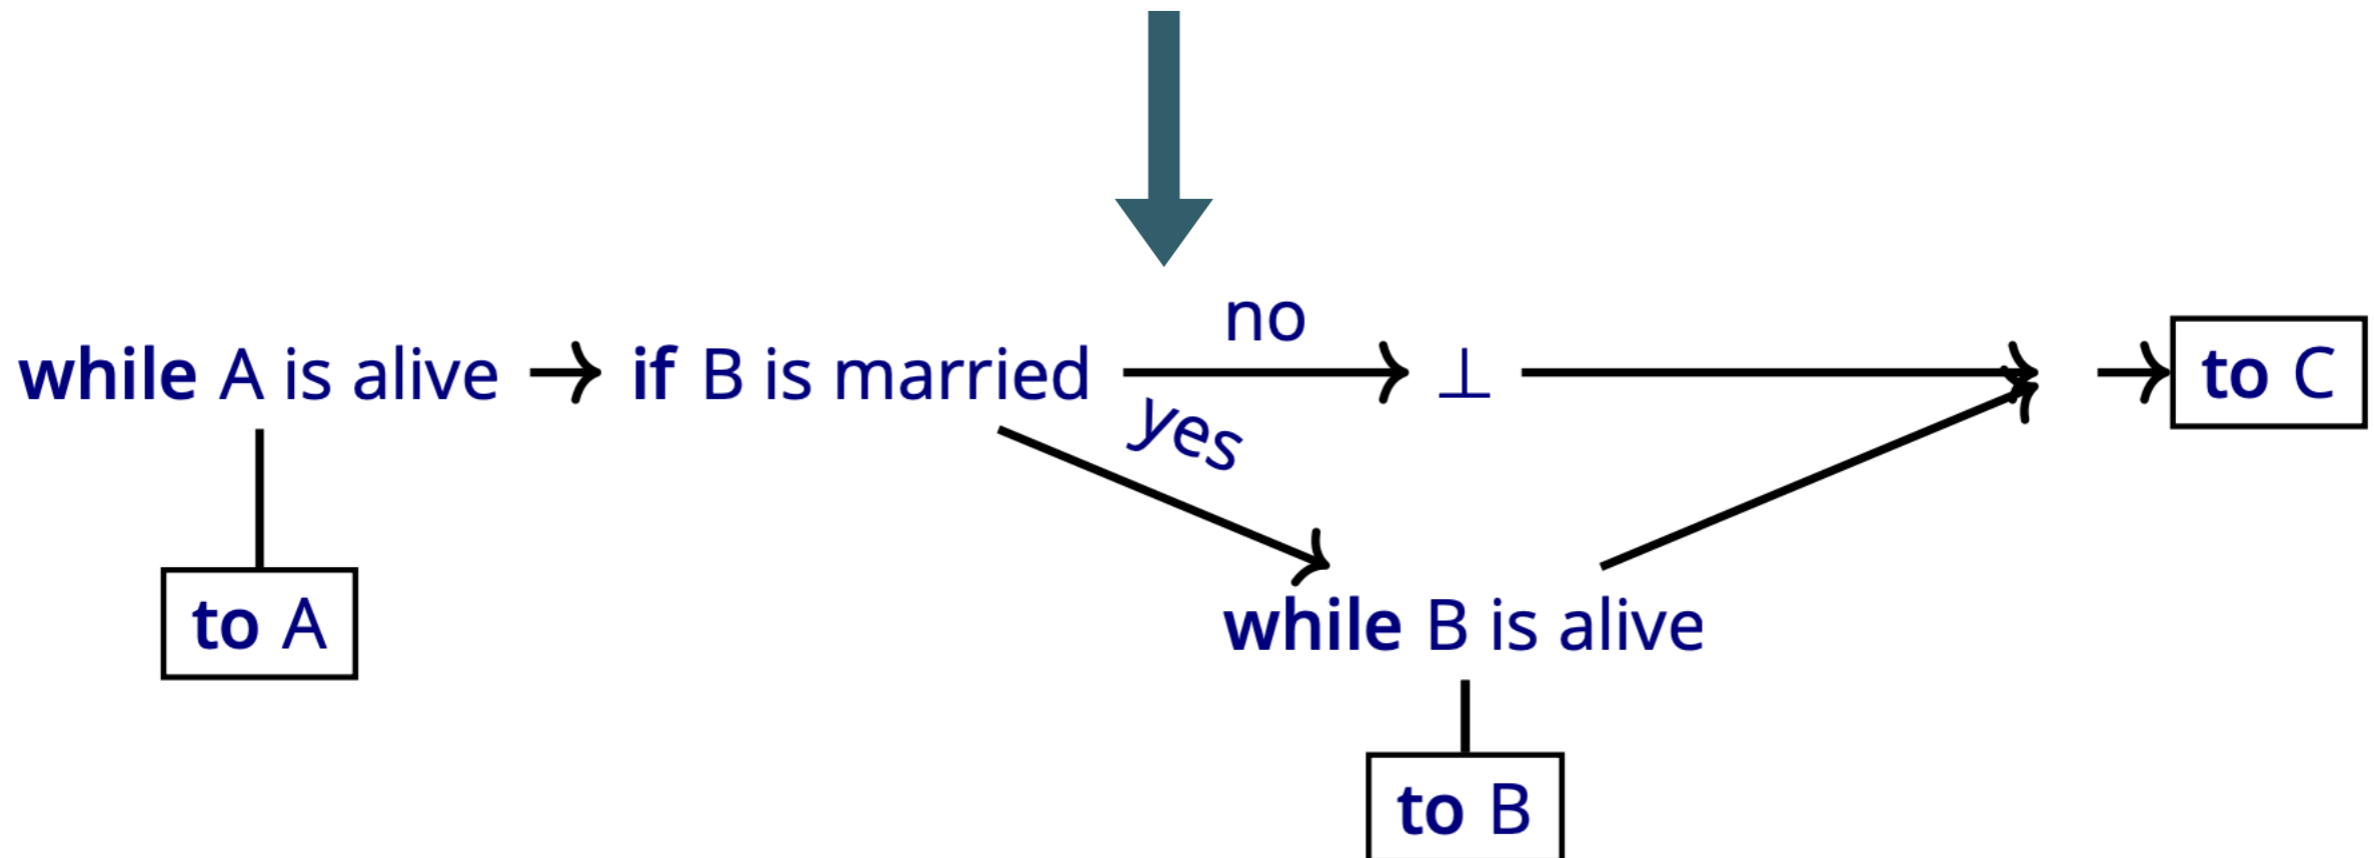 no
while A is alive if B is married ⊥ to C
yes
to A while B is alive
to B